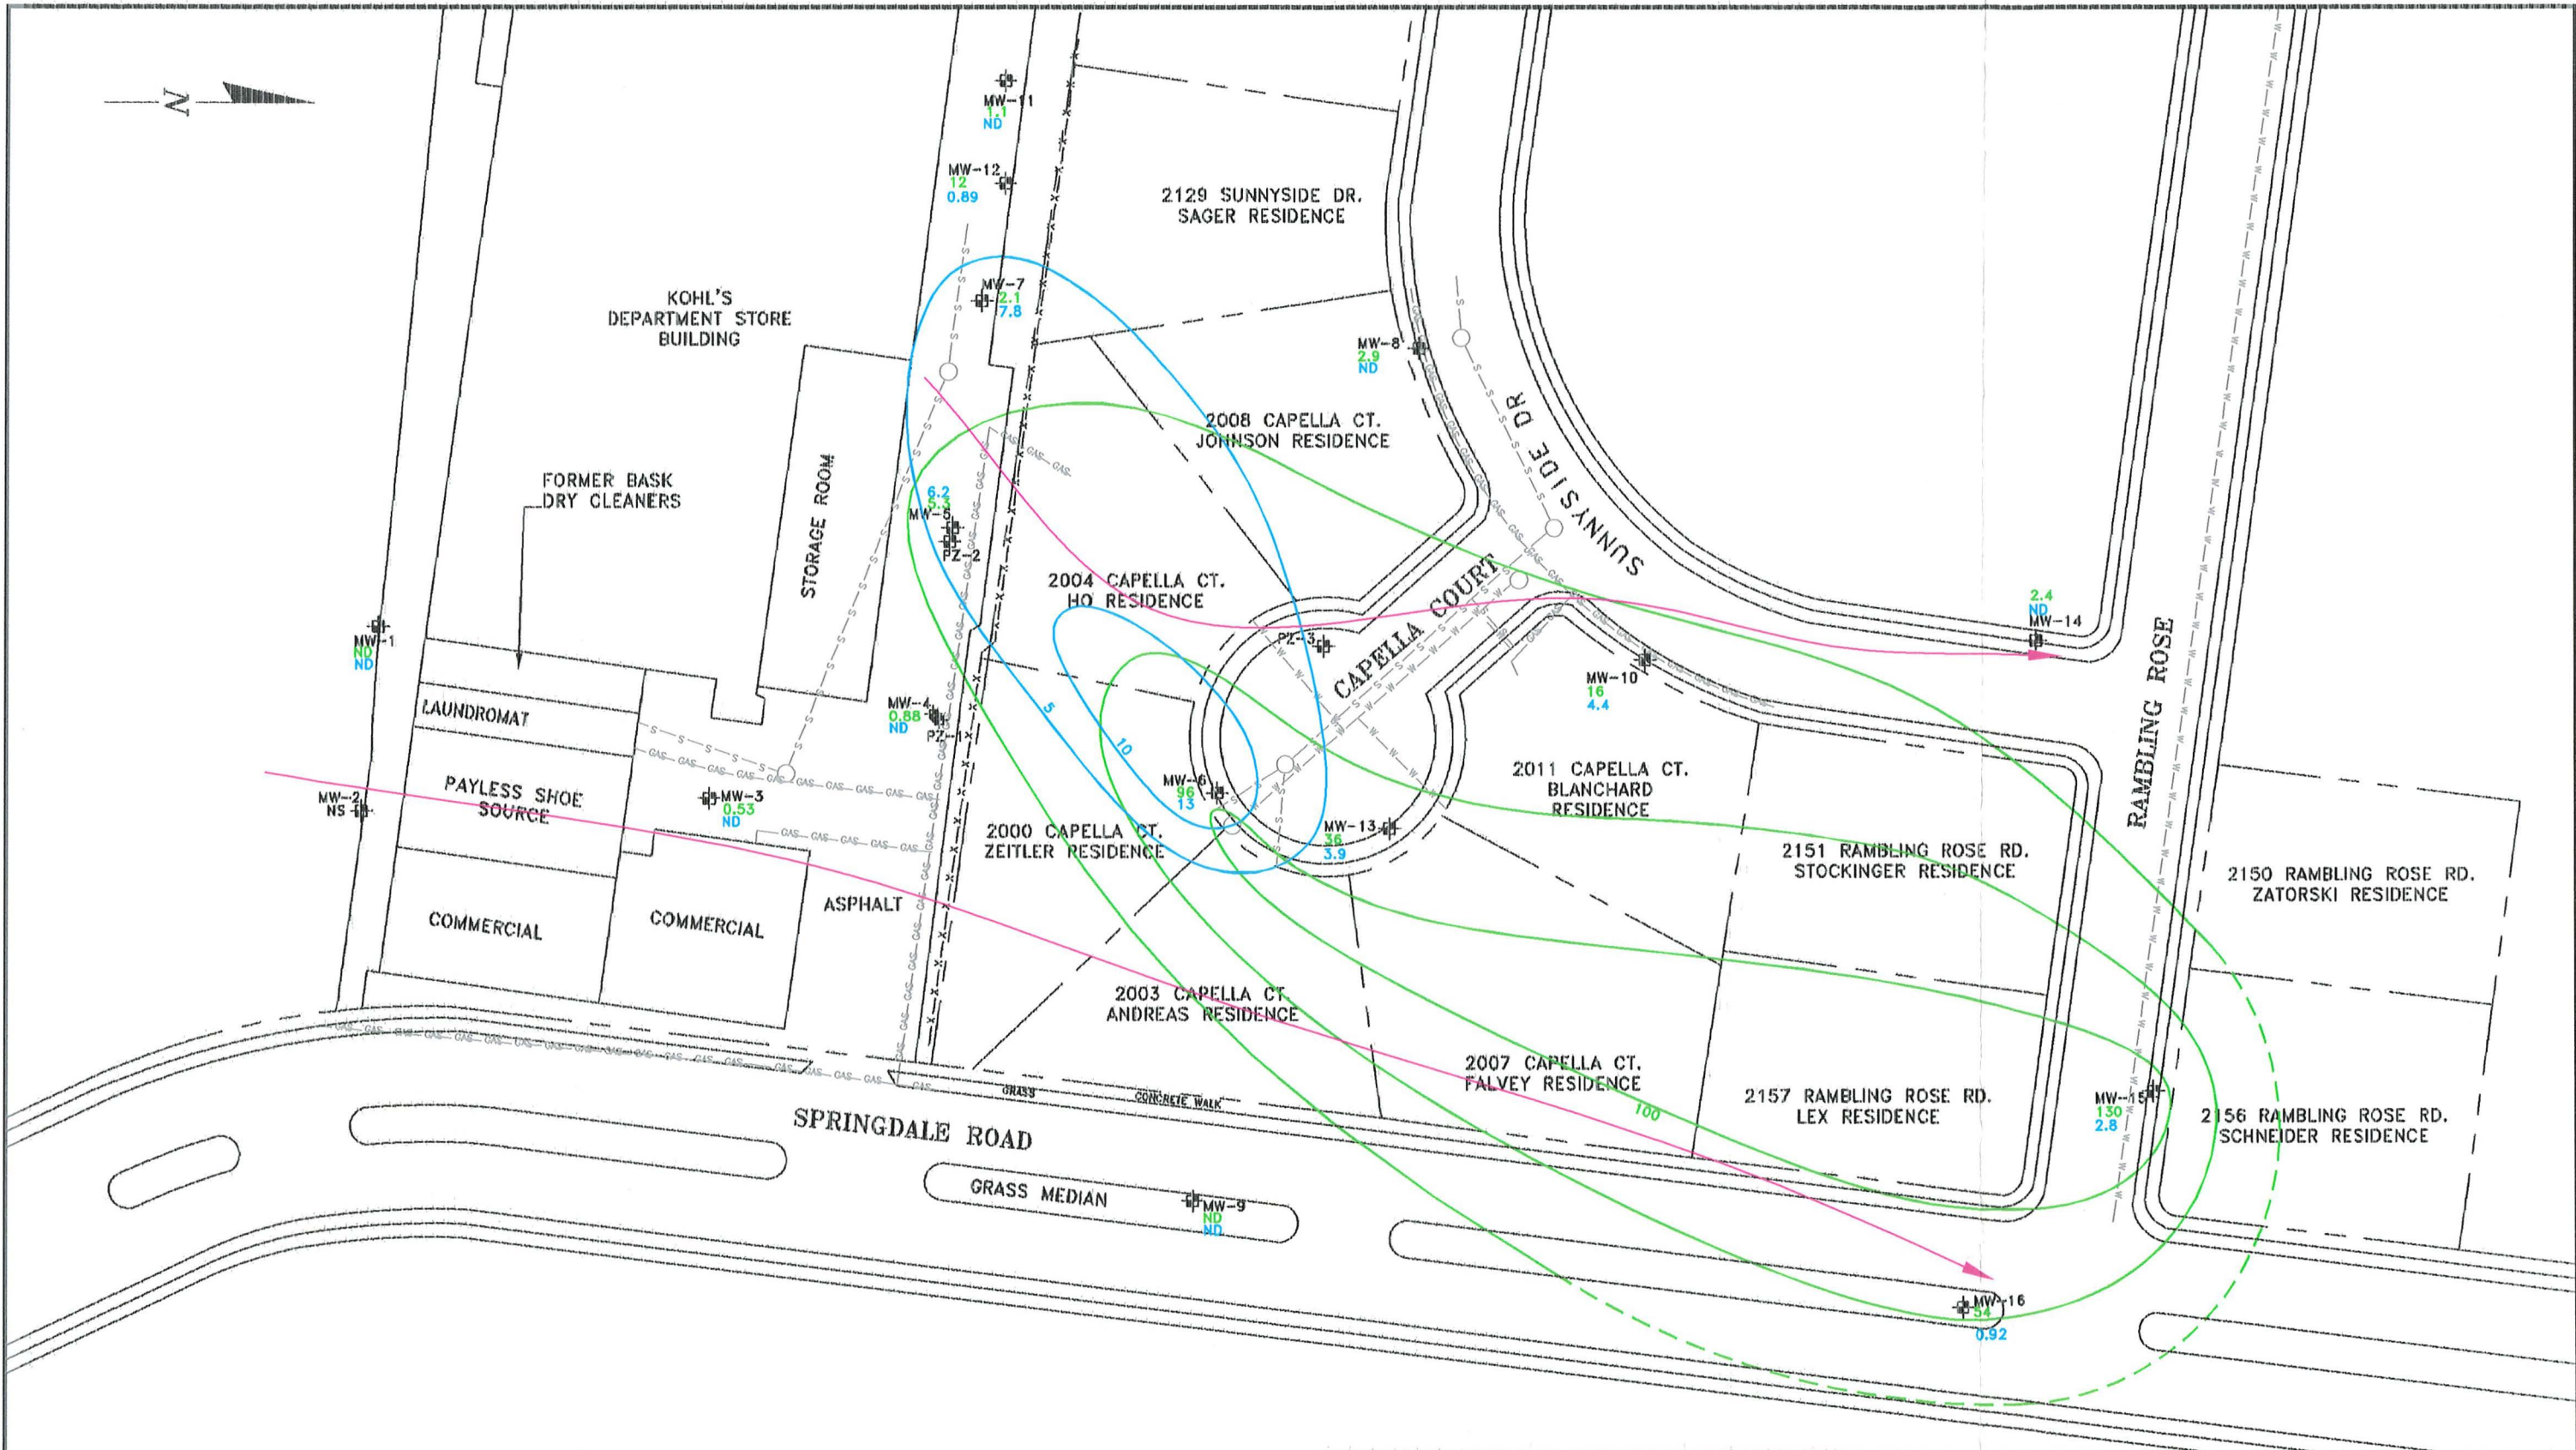 N
MW-11
1.1
ND
MW-12
12
0.89
2129 SUNNYSIDE DR.
SAGER RESIDENCE
MW-7
2.1
7.8
KOHL'S
DEPARTMENT STORE
BUILDING
MW-8
2.9
ND
SUNNYSIDE DR
2008 CAPELLA CT.
JOHNSON RESIDENCE
FORMER BASK
DRY CLEANERS
STORAGE ROOM
6.2
5.3
MW-5
PZ-2
2004 CAPELLA CT.
HO RESIDENCE
CAPELLA COURT
PZ-3
2.4
ND
MW-14
MW-1
ND
ND
MW-10
16
4.4
RAMBLING ROSE
LAUNDROMAT
MW-4
0.88
ND
PZ-1
5
10
PAYLESS SHOE
SOURCE
MW-2
NS
MW-3
0.53
ND
MW-6
96
13
MW-13
36
3.9
2011 CAPELLA CT.
BLANCHARD
RESIDENCE
2000 CAPELLA CT.
ZEITLER RESIDENCE
2151 RAMBLING ROSE RD.
STOCKINGER RESIDENCE
2150 RAMBLING ROSE RD.
ZATORSKI RESIDENCE
COMMERCIAL
COMMERCIAL
ASPHALT
2003 CAPELLA CT.
ANDREAS RESIDENCE
2007 CAPELLA CT.
FALVEY RESIDENCE
100
2157 RAMBLING ROSE RD.
LEX RESIDENCE
MW-15
130
2.8
2156 RAMBLING ROSE RD.
SCHNEIDER RESIDENCE
GRASS
CONCRETE WALK
SPRINGDALE ROAD
GRASS MEDIAN
MW-9
ND
ND
MW-16
54
0.92